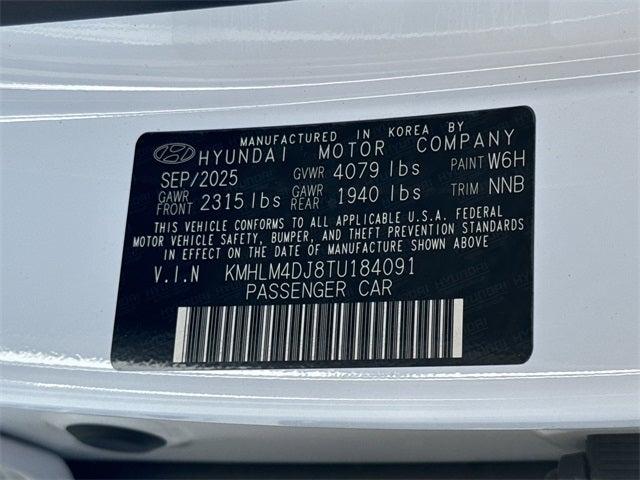 MANUFACTURED IN KOREA BY
HYUNDAI MOTOR COMPANY
SEP/2025 GVWR 4079 lbs PAINT W6H
GAWR FRONT 2315 lbs GAWR REAR 1940 lbs TRIM NNB
THIS VEHICLE CONFORMS TO ALL APPLICABLE U.S.A. FEDERAL
MOTOR VEHICLE SAFETY, BUMPER, AND THEFT PREVENTION STANDARDS
IN EFFECT ON THE DATE OF MANUFACTURE SHOWN ABOVE
V.I.N KMHLM4DJ8TU184091
PASSENGER CAR